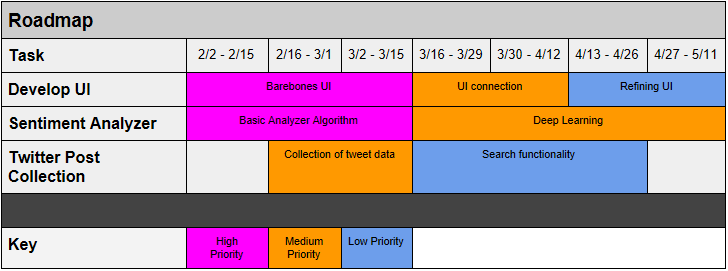 Roadmap
Task 2/2 - 2/15 2/16 - 3/1 3/2 - 3/15 3/16 - 3/29 3/30 - 4/12 4/13 - 4/26 4/27 - 5/11
Develop UI Barebones UI UI connection Refining UI
Sentiment Analyzer Basic Analyzer Algorithm Deep Learning
Twitter Post Collection of tweet data Search functionality
Collection
Key High Medium Low Priority
Priority Priority